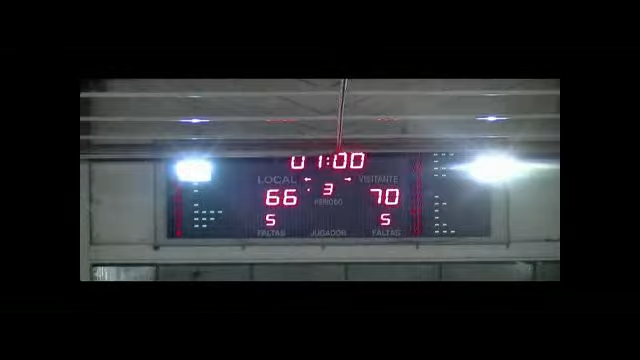 01:00
LOCAL VISITANTE
66 3 70
PERIODO
5 5
FALTAS JUGADOR FALTAS